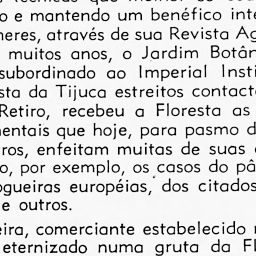 o e mantendo um benéfico inte
heres, através de sua Revista Ag
muitos anos, o Jardim Botân
subordinado ao Imperial Insti
sta da Tijuca estreitos contact
Retiro, recebeu a Floresta as
mentais que hoje, para pasmo d
ros, enfeitam muitas de suas
o, por exemplo, os casos do pâ
ogueiras européias, dos citados
e outros.
eira, comerciante estabelecido
eternizado numa gruta da Fl